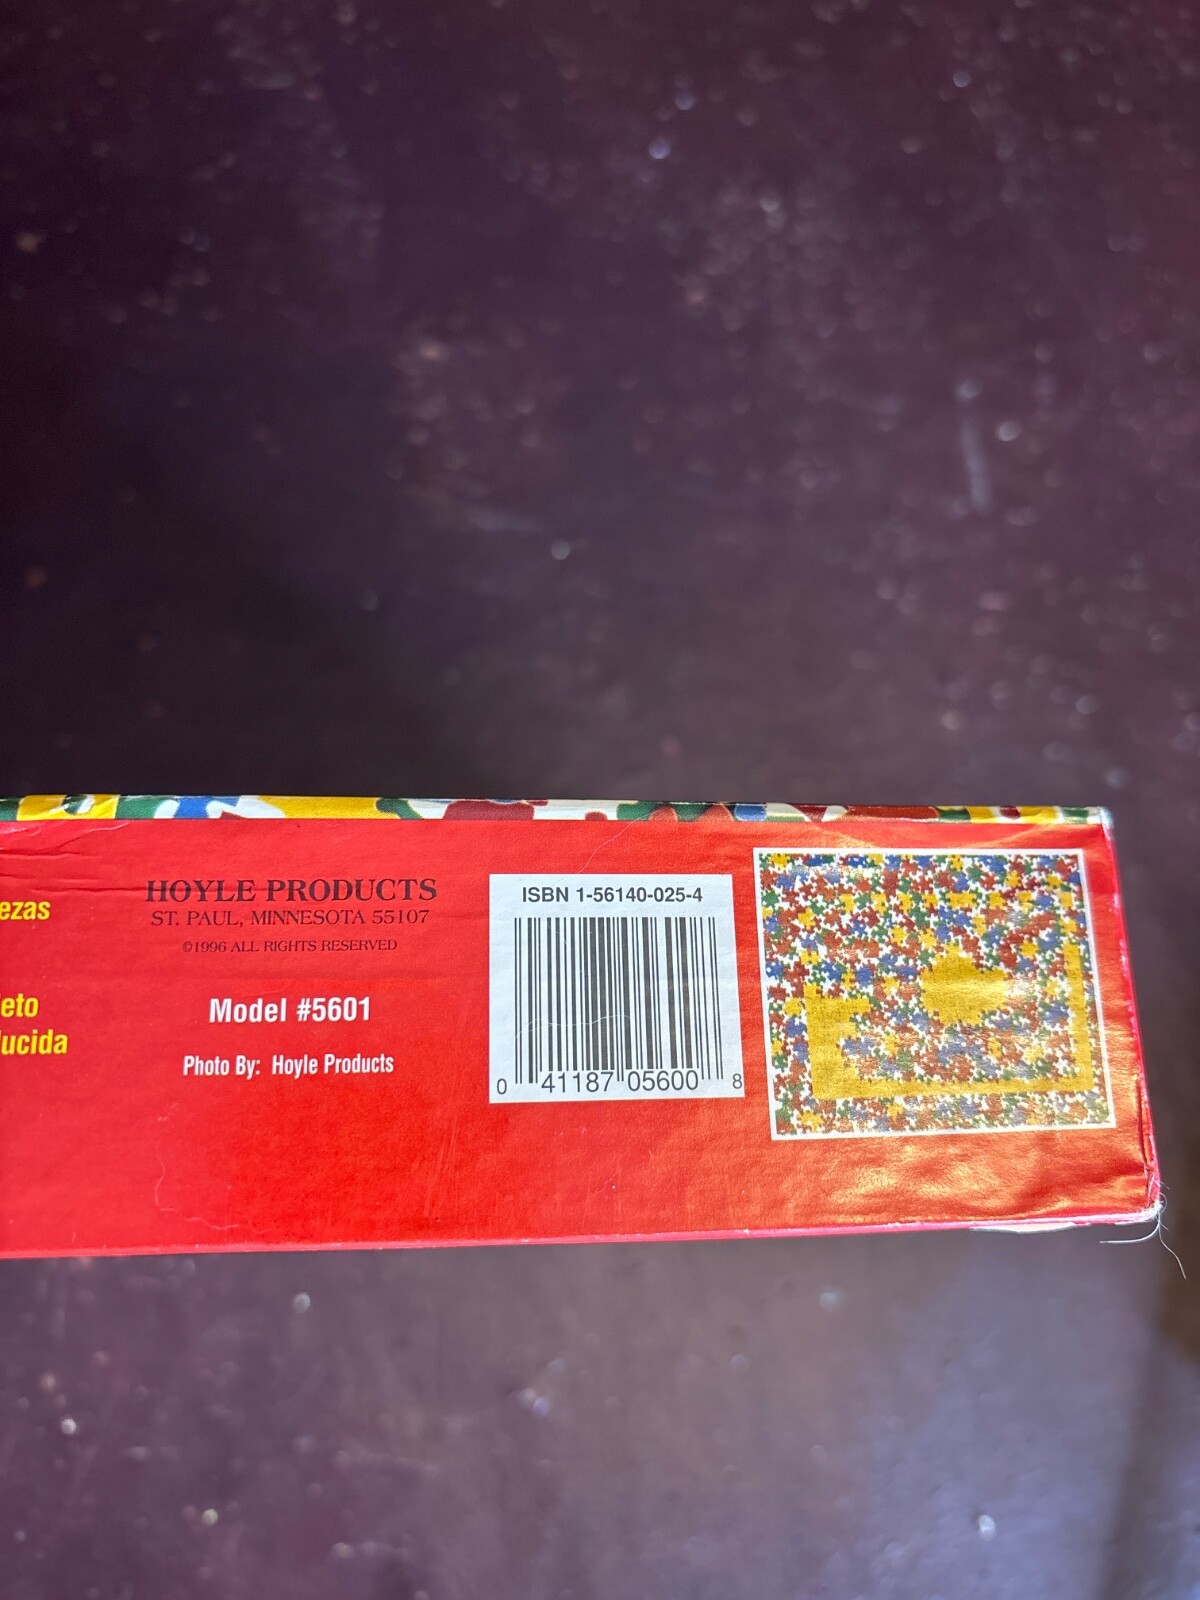 ezas
eto
lucida
HOYLE PRODUCTS
ST. PAUL, MINNESOTA 55107
©1996 ALL RIGHTS RESERVED
Model #5601
Photo By: Hoyle Products
ISBN 1-56140-025-4
0 41187 05600 8